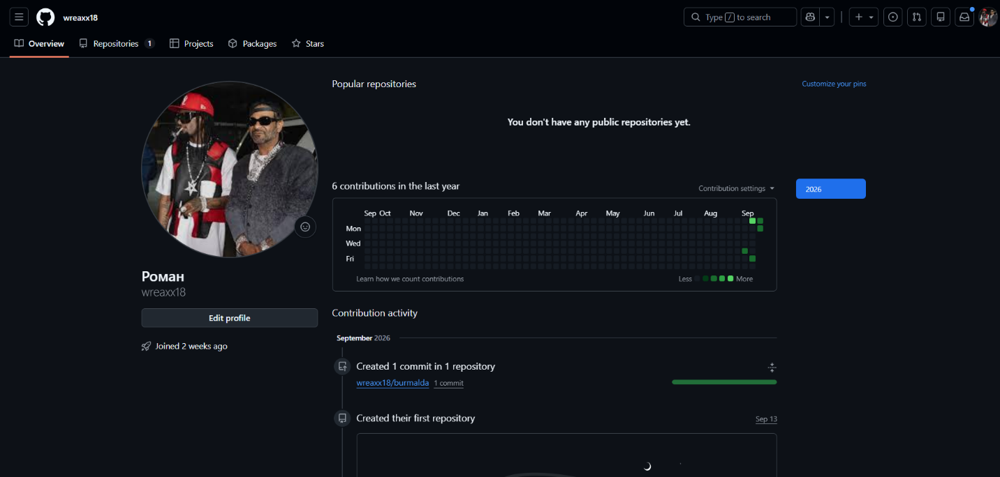 wreaxx18
Type / to search
Overview
Repositories 1
Projects
Packages
Stars
Popular repositories
Customize your pins
You don't have any public repositories yet.
6 contributions in the last year
Contribution settings
2026
Sep Oct Nov Dec Jan Feb Mar Apr May Jun Jul Aug Sep
Mon
Wed
Fri
Learn how we count contributions
Less More
Роман
wreaxx18
Edit profile
Joined 2 weeks ago
Contribution activity
September 2026
Created 1 commit in 1 repository
wreaxx18/burmalda 1 commit
Created their first repository
Sep 13